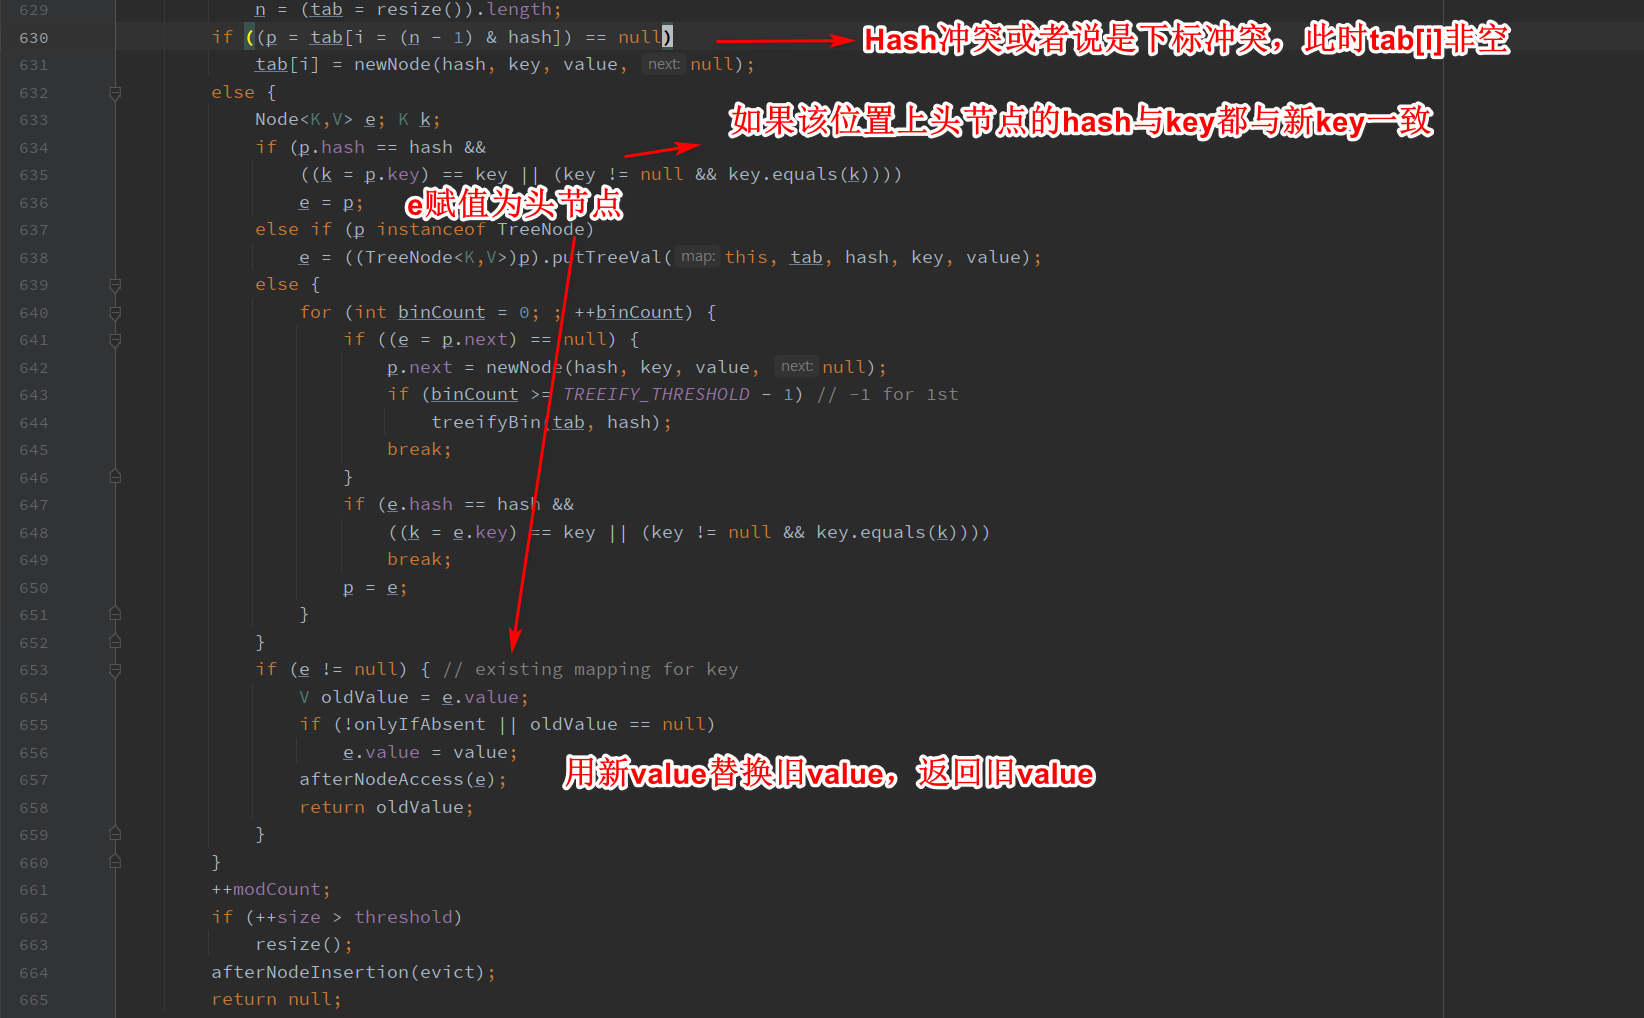 629 n = (tab = resize()).length;
630 if ((p = tab[i = (n - 1) & hash]) == null) Hash冲突或者说是下标冲突，此时tab[i]非空
631 tab[i] = newNode(hash, key, value, next: null);
632 else {
633 Node<K,V> e; K k; 如果该位置上头节点的hash与key都与新key一致
634 if (p.hash == hash &&
635 ((k = p.key) == key || (key != null && key.equals(k))))
636 e = p; e赋值为头节点
637 else if (p instanceof TreeNode)
638 e = ((TreeNode<K,V>)p).putTreeVal( map: this, tab, hash, key, value);
639 else {
640 for (int binCount = 0; ; ++binCount) {
641 if ((e = p.next) == null) {
642 p.next = newNode(hash, key, value, next: null);
643 if (binCount >= TREEIFY_THRESHOLD - 1) // -1 for 1st
644 treeifyBin(tab, hash);
645 break;
646 }
647 if (e.hash == hash &&
648 ((k = e.key) == key || (key != null && key.equals(k))))
649 break;
650 p = e;
651 }
652 }
653 if (e != null) { // existing mapping for key
654 V oldValue = e.value;
655 if (!onlyIfAbsent || oldValue == null)
656 e.value = value;
657 afterNodeAccess(e); 用新value替换旧value，返回旧value
658 return oldValue;
659 }
660 }
661 ++modCount;
662 if (++size > threshold)
663 resize();
664 afterNodeInsertion(evict);
665 return null;